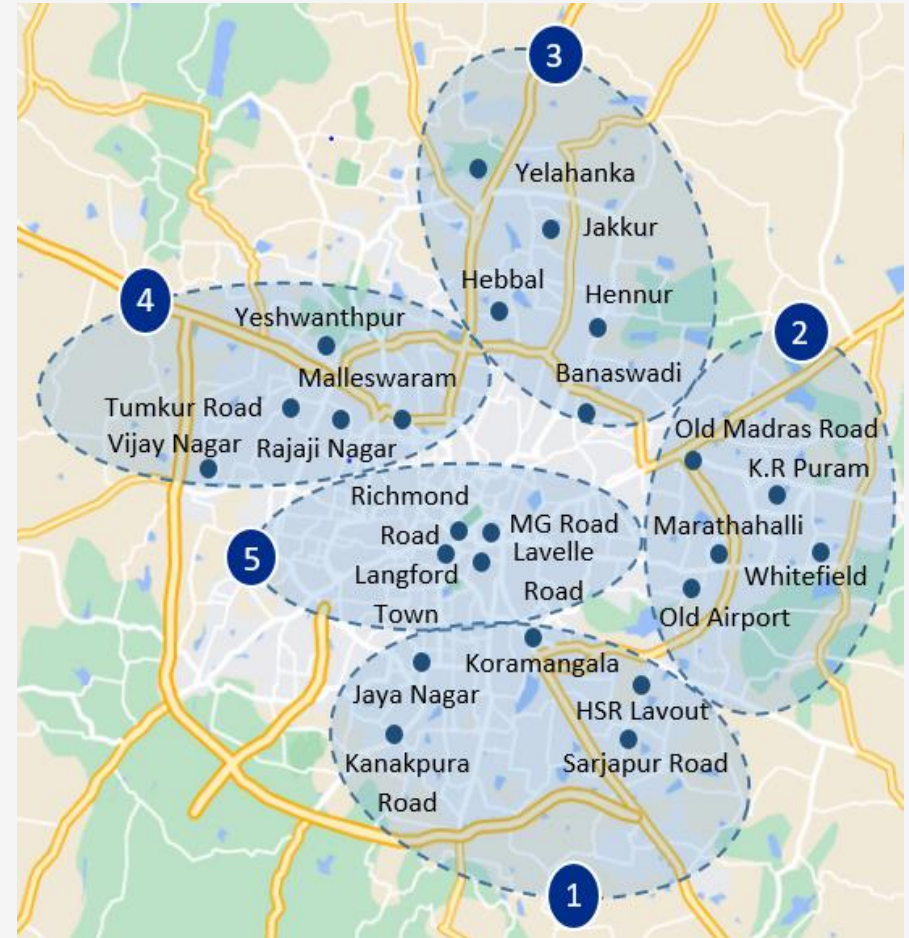 3
Yelahanka
Jakkur
Hebbal
Hennur
Banaswadi
4
Yeshwanthpur
Malleswaram
Tumkur Road
Vijay Nagar
Rajaji Nagar
2
Old Madras Road
K.R Puram
Marathahalli
Whitefield
Old Airport
5
Richmond
Road
MG Road
Langford
Town
Lavelle
Road
Koramangala
Jaya Nagar
HSR Lavout
Kanakpura
Road
Sarjapur Road
1